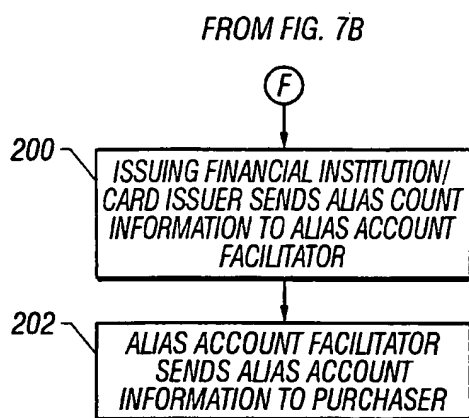 FROM FIG. 7B
F
200
ISSUING FINANCIAL INSTITUTION/
CARD ISSUER SENDS ALIAS COUNT
INFORMATION TO ALIAS ACCOUNT
FACILITATOR
202
ALIAS ACCOUNT FACILITATOR
SENDS ALIAS ACCOUNT
INFORMATION TO PURCHASER